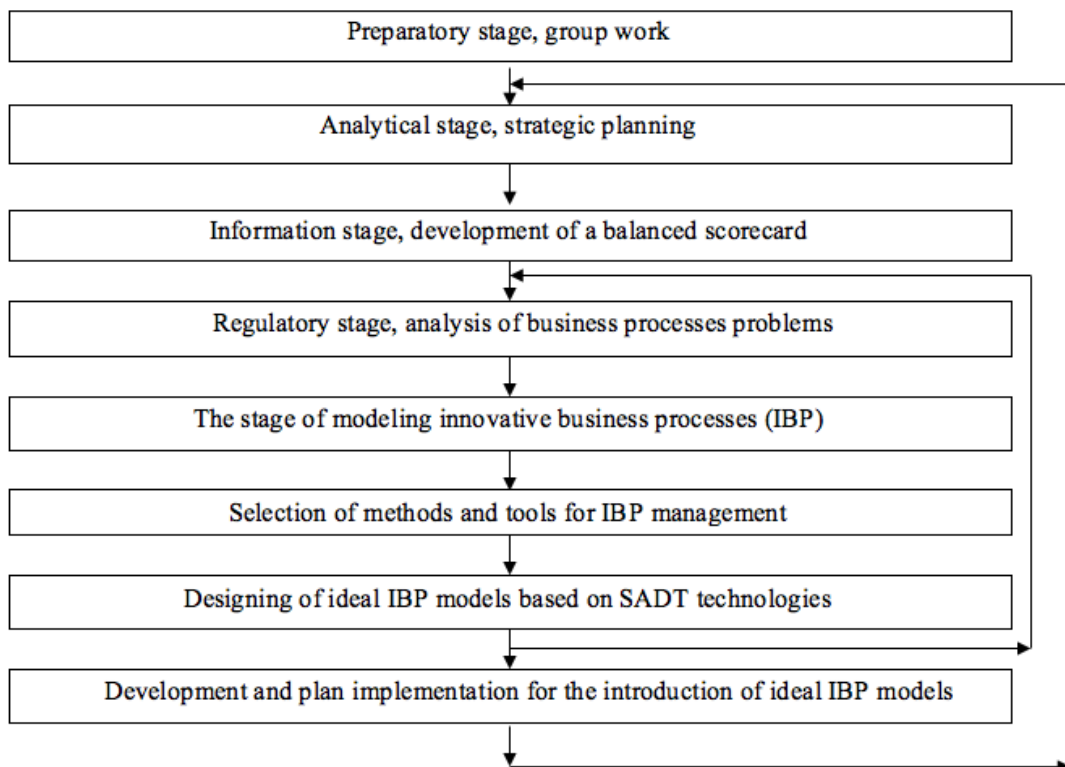 Preparatory stage, group work
Analytical stage, strategic planning
Information stage, development of a balanced scorecard
Regulatory stage, analysis of business processes problems
The stage of modeling innovative business processes (IBP)
Selection of methods and tools for IBP management
Designing of ideal IBP models based on SADT technologies
Development and plan implementation for the introduction of ideal IBP models